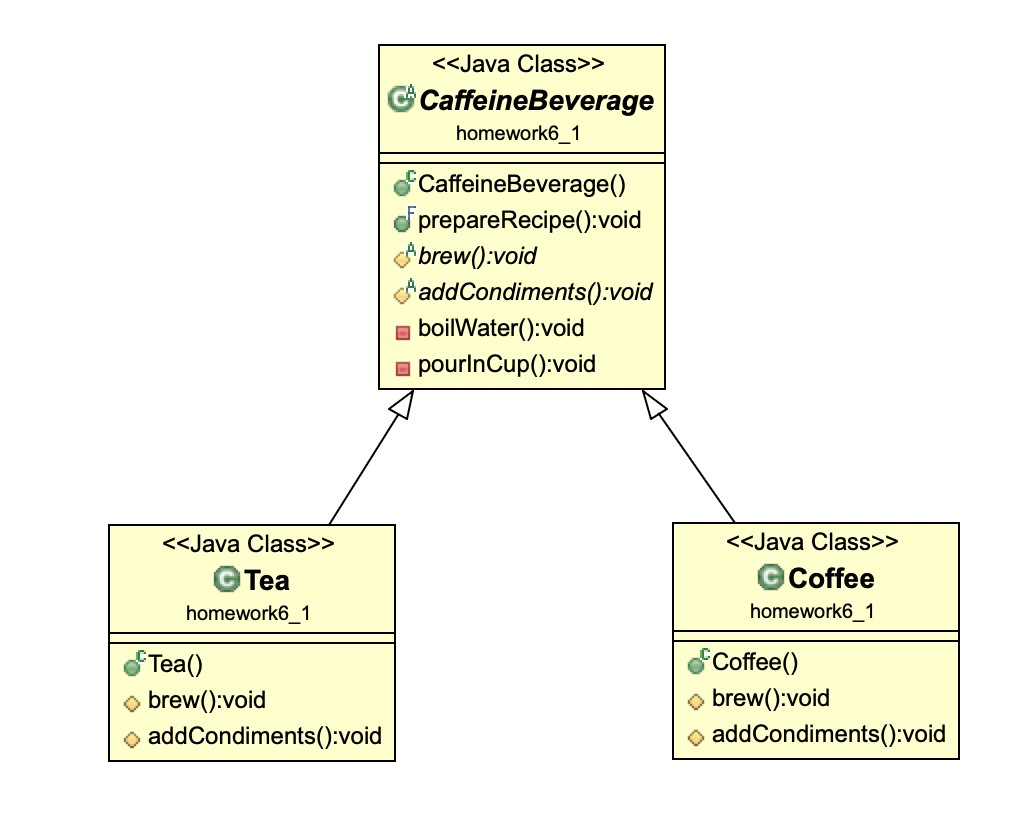 <<Java Class>>
CaffeineBeverage
homework6_1
CaffeineBeverage()
prepareRecipe():void
brew():void
addCondiments():void
boilWater():void
pourInCup():void
<<Java Class>>
Tea
homework6_1
Tea()
brew():void
addCondiments():void
<<Java Class>>
Coffee
homework6_1
Coffee()
brew():void
addCondiments():void